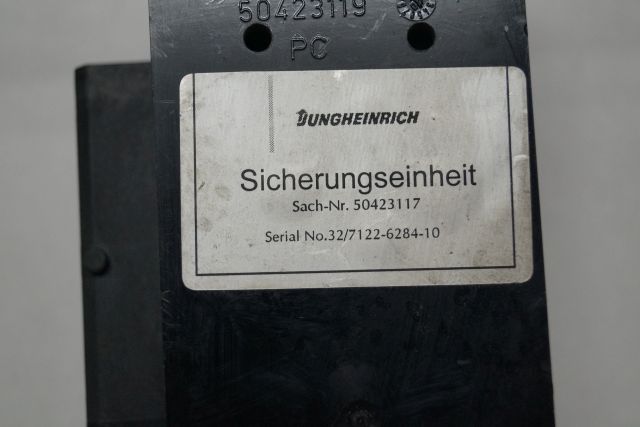 50423119
PC
JUNGHEINRICH
Sicherungseinheit
Sach-Nr. 50423117
Serial No.32/7122-6284-10